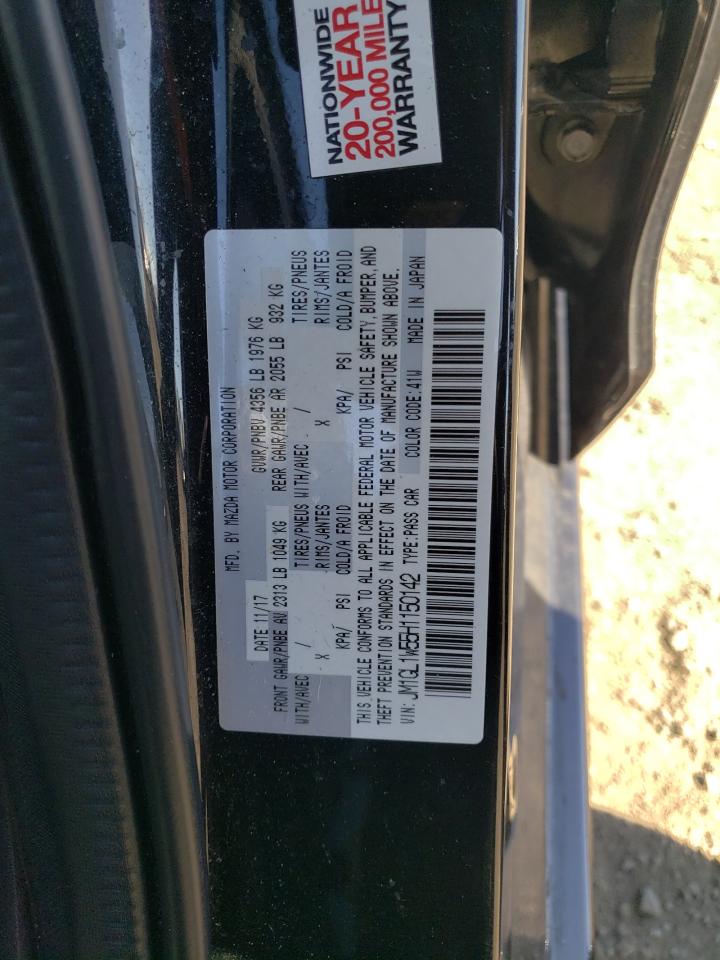 NATIONWIDE
20-YEAR
200,000 MILE
WARRANTY
MFD. BY MAZDA MOTOR CORPORATION
DATE 11/17 GVWR/PNBV 4356 LB 1976 KG
FRONT GAWR/PNBE AV 2313 LB 1049 KG REAR GAWR/PNBE AR 2055 LB 932 KG
WITH/AVEC / TIRES/PNEUS WITH/AVEC / TIRES/PNEUS
X RIMS/JANTES X RIMS/JANTES
KPA/ PSI COLD/A FROID KPA/ PSI COLD/A FROID
THIS VEHICLE CONFORMS TO ALL APPLICABLE FEDERAL MOTOR VEHICLE SAFETY, BUMPER, AND
THEFT PREVENTION STANDARDS IN EFFECT ON THE DATE OF MANUFACTURE SHOWN ABOVE.
VIN: JM1GL1W55H1150142 TYPE:PASS CAR COLOR CODE:41W MADE IN JAPAN